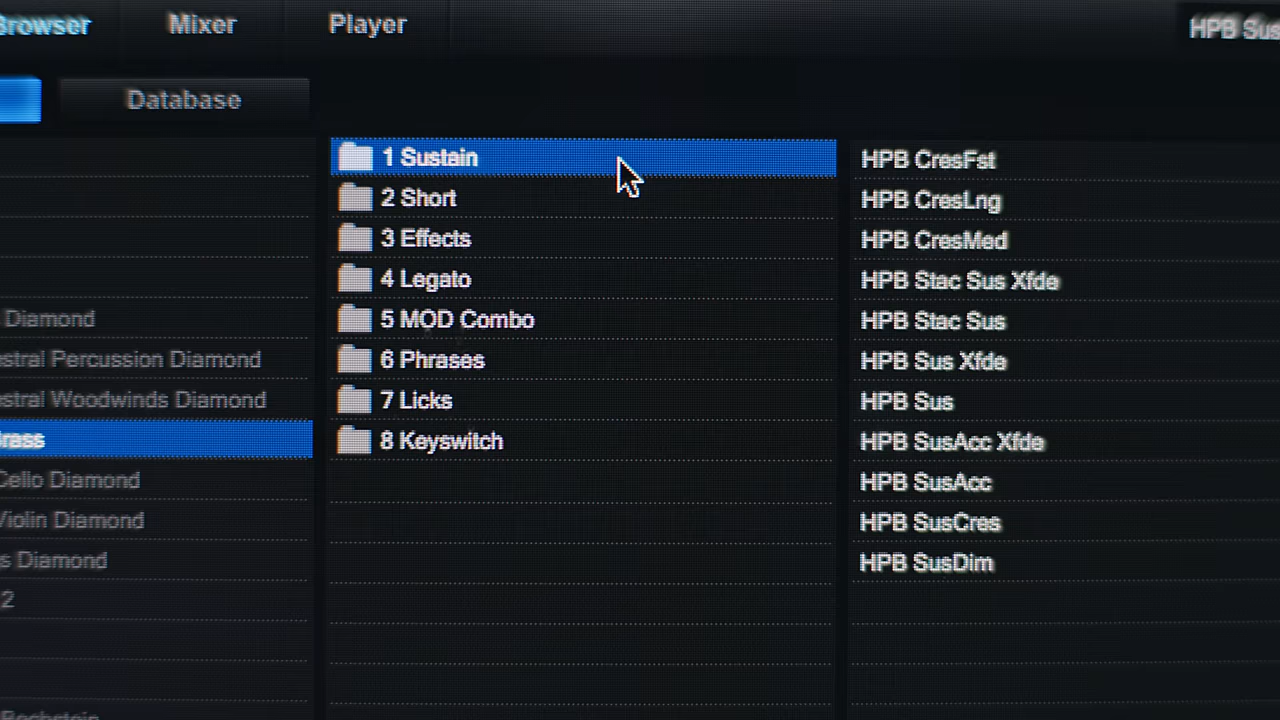 Browser
Mixer
Player
HPB Sus
Database
1 Sustain
2 Short
3 Effects
4 Legato
5 MOD Combo
6 Phrases
7 Licks
8 Keyswitch
Diamond
estral Percussion Diamond
estral Woodwinds Diamond
Brass
Cello Diamond
Violin Diamond
s Diamond
2
Bechstein
HPB CresFst
HPB CresLng
HPB CresMed
HPB Stac Sus Xfde
HPB Stac Sus
HPB Sus Xfde
HPB Sus
HPB SusAcc Xfde
HPB SusAcc
HPB SusCres
HPB SusDim